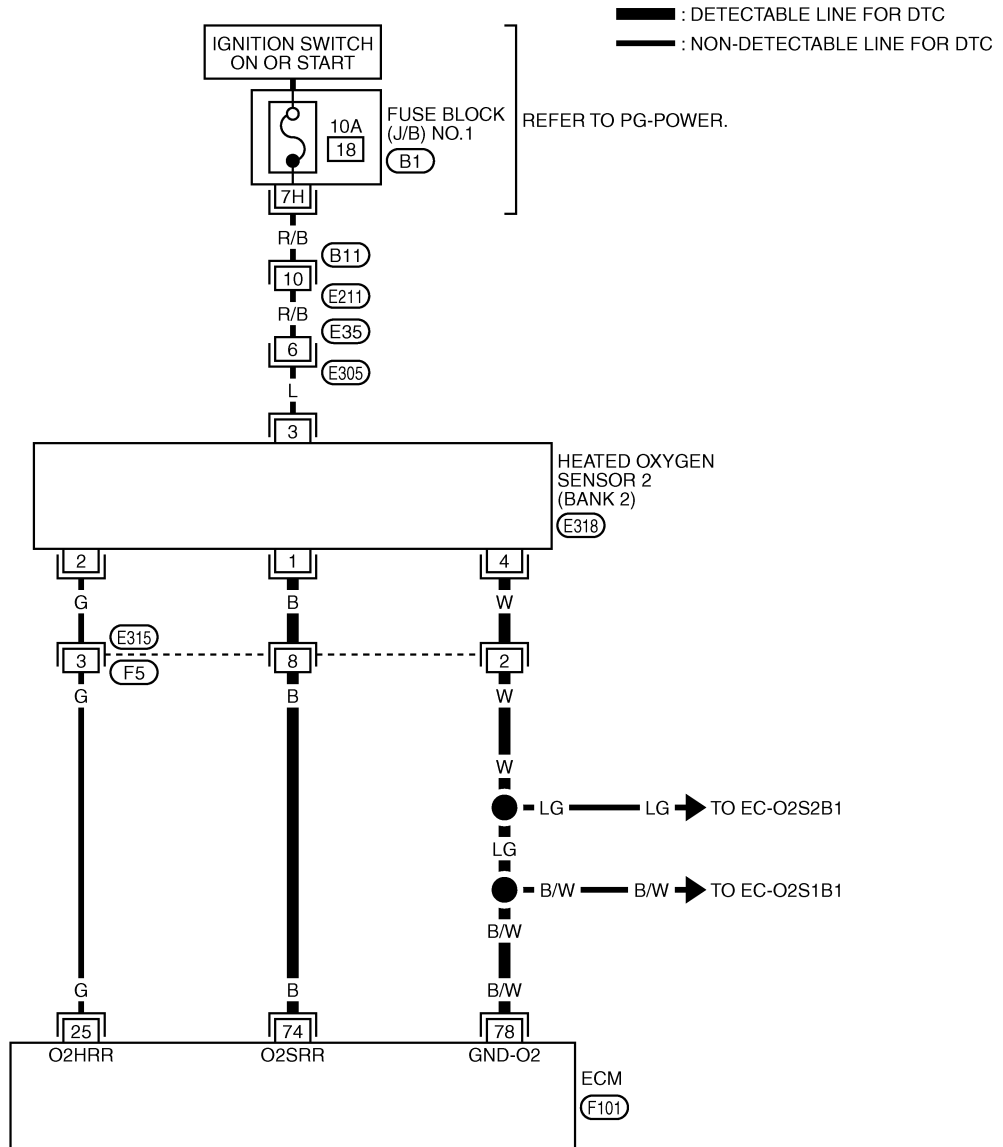 : DETECTABLE LINE FOR DTC
: NON-DETECTABLE LINE FOR DTC
IGNITION SWITCH
ON OR START
10A
18
FUSE BLOCK
(J/B) NO.1
B1
REFER TO PG-POWER.
7H
R/B
B11
10
E211
R/B
E35
6
E305
L
3
HEATED OXYGEN
SENSOR 2
(BANK 2)
E318
2
1
4
G
B
W
E315
3
8
2
F5
G
B
W
W
LG
LG
TO EC-O2S2B1
LG
B/W
B/W
TO EC-O2S1B1
B/W
G
B
B/W
25
74
78
O2HRR
O2SRR
GND-O2
ECM
F101